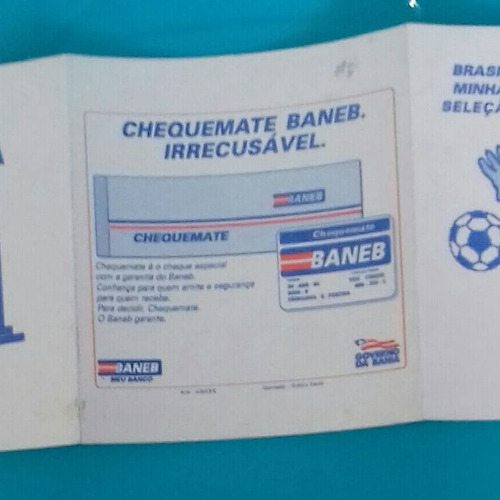 CHEQUEMATE BANEB.
IRRECUSÁVEL.
BANEB
CHEQUEMATE
Chequemate
BANEB
Chequemate é o cheque especial
com a garantia do Baneb.
Confiança para quem emite e segurança
para quem recebe.
Para decidir, Chequemate.
O Baneb garante.
BANEB
MEU BANCO
GOVERNO
DA BAHIA
BRASI
MINHA
SELEÇÃ